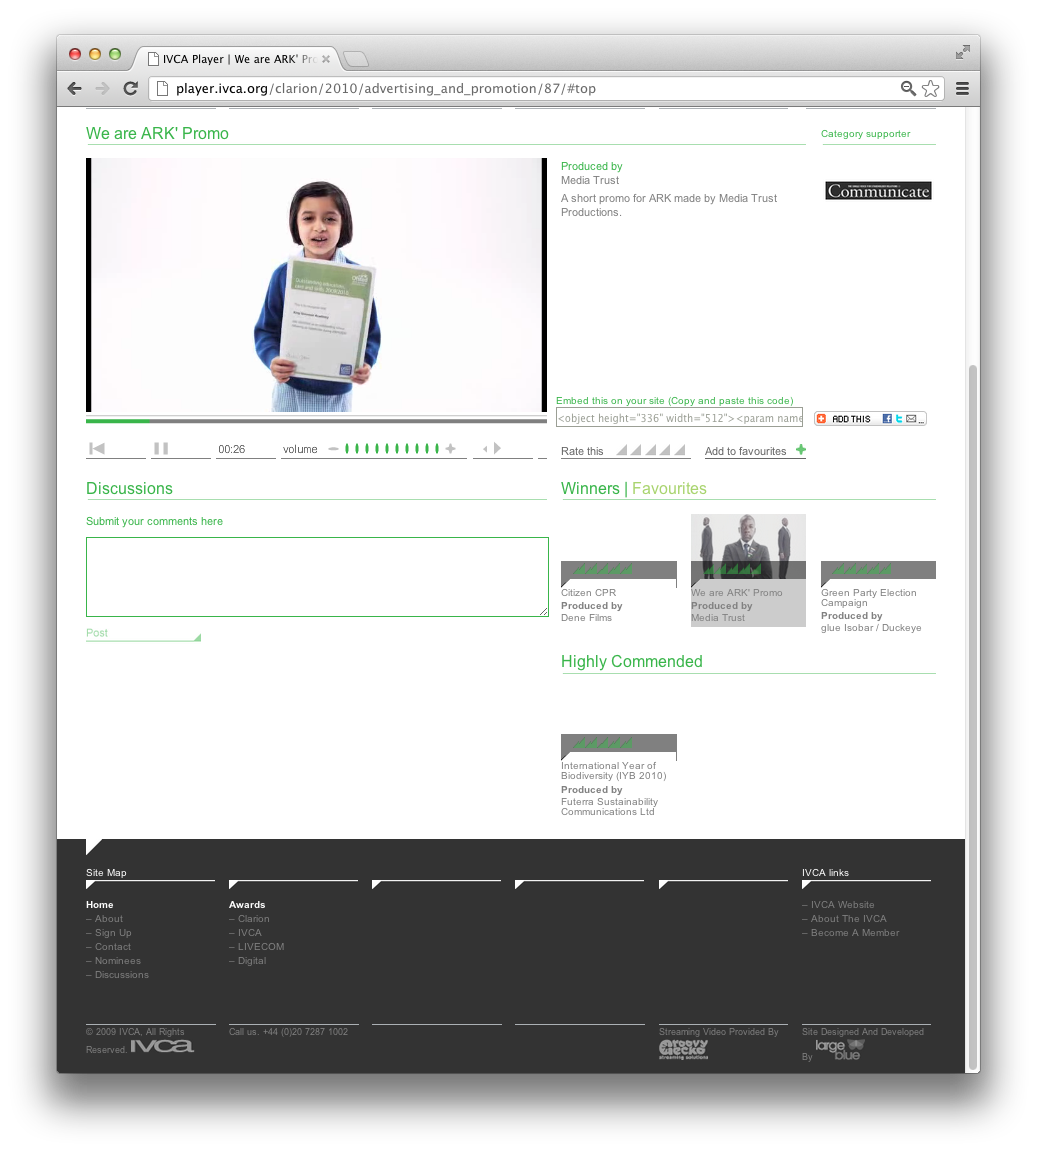 IVCA Player | We are ARK' Pro
player.ivca.org/clarion/2010/advertising_and_promotion/87/#top
We are ARK' Promo
Category supporter
Produced by
Media Trust
A short promo for ARK made by Media Trust
Productions.
Communicate
Embed this on your site (Copy and paste this code)
<object height="336" width="512"><param name
ADD THIS
00:26
volume
Rate this
Add to favourites
Discussions
Winners | Favourites
Submit your comments here
Post
Citizen CPR
Produced by
Dene Films
We are ARK' Promo
Produced by
Media Trust
Green Party Election
Campaign
Produced by
glue Isobar / Duckeye
Highly Commended
International Year of
Biodiversity (IYB 2010)
Produced by
Futerra Sustainability
Communications Ltd
Site Map
IVCA links
Home
– About
– Sign Up
– Contact
– Nominees
– Discussions
Awards
– Clarion
– IVCA
– LIVECOM
– Digital
– IVCA Website
– About The IVCA
– Become A Member
© 2009 IVCA, All Rights
Reserved. IVCA
Call us. +44 (0)20 7287 1002
Streaming Video Provided By
Groovy
Gecko
streaming solutions
Site Designed And Developed
By large
blue